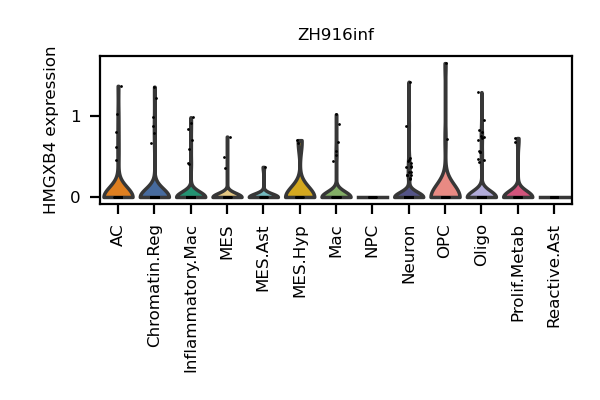 ZH916inf
HMGXB4 expression
1
0
AC
Chromatin.Reg
Inflammatory.Mac
MES
MES.Ast
MES.Hyp
Mac
NPC
Neuron
OPC
Oligo
Prolif.Metab
Reactive.Ast